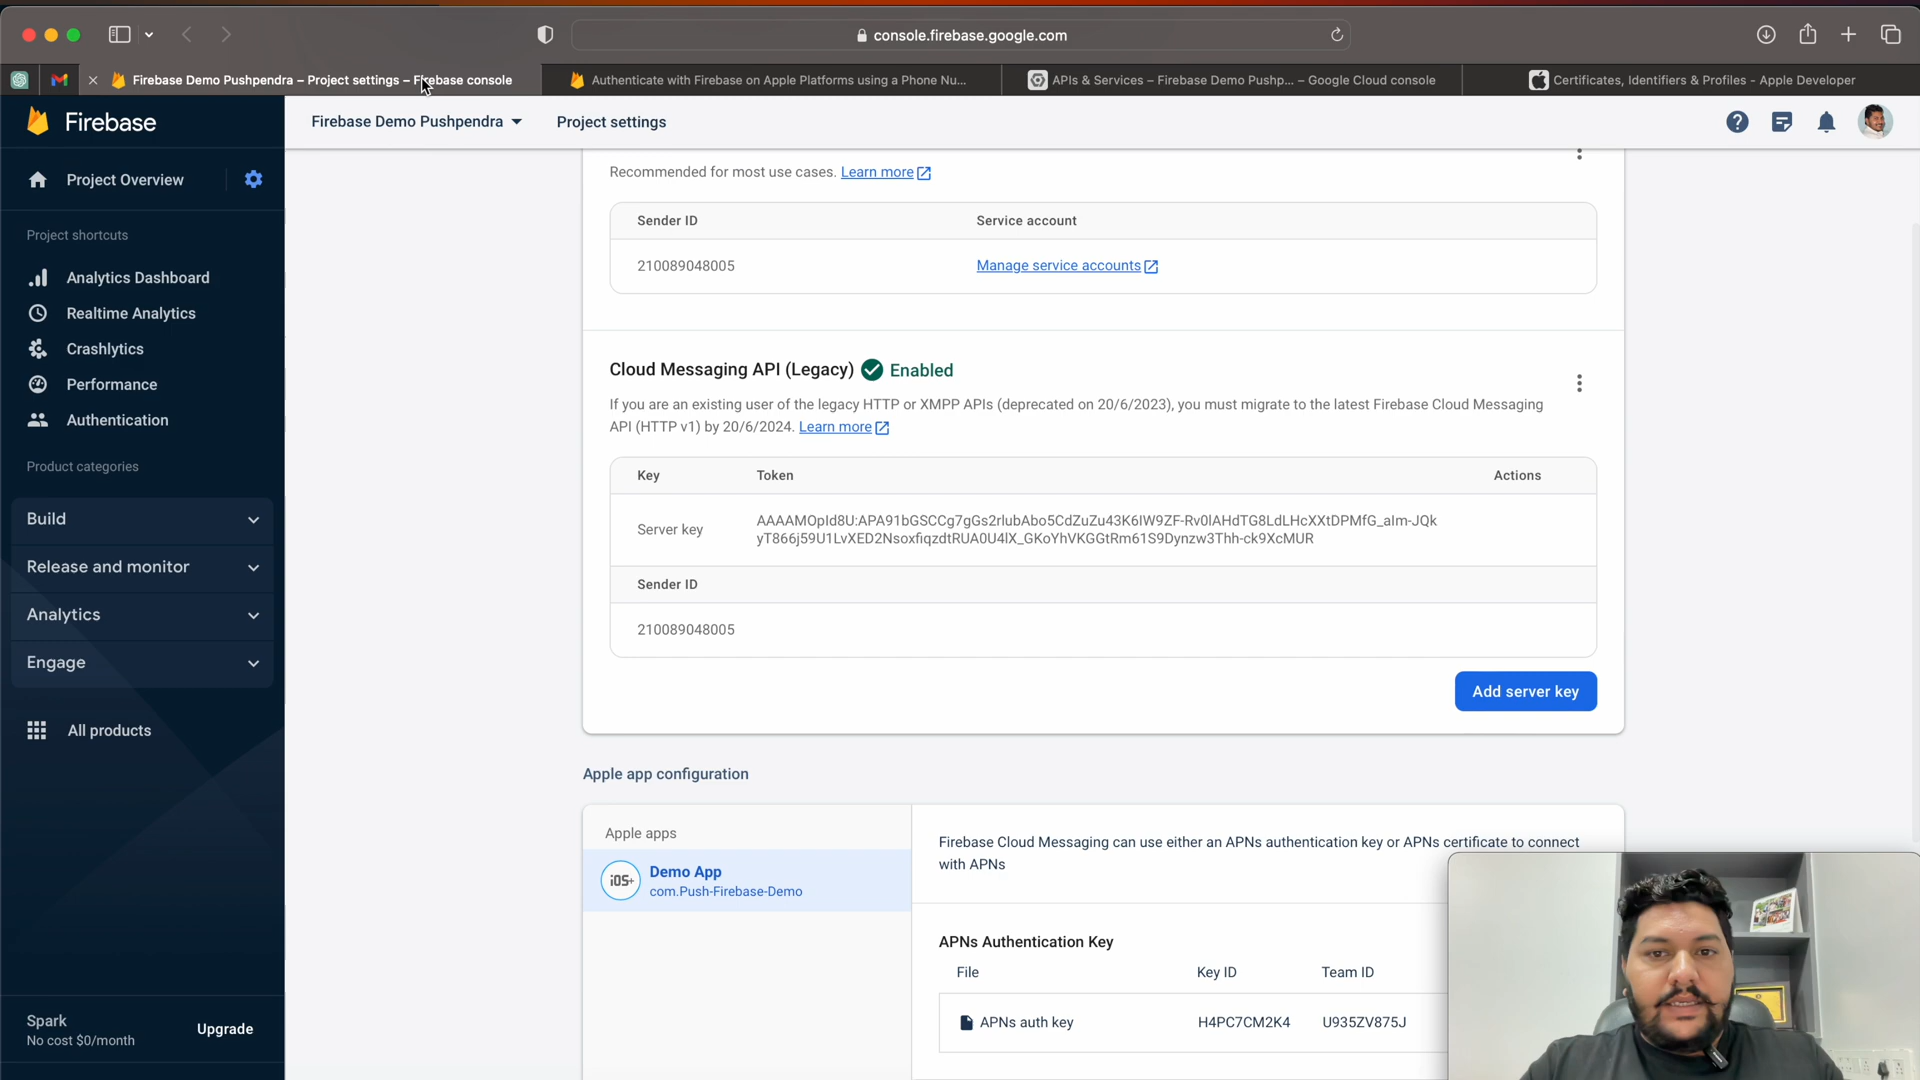 console.firebase.google.com
Firebase Demo Pushpendra – Project settings – Firebase console
Authenticate with Firebase on Apple Platforms using a Phone Nu...
APIs & Services – Firebase Demo Pushp... – Google Cloud console
Certificates, Identifiers & Profiles - Apple Developer
Firebase
Firebase Demo Pushpendra
Project settings
Project Overview
Project shortcuts
Analytics Dashboard
Realtime Analytics
Crashlytics
Performance
Authentication
Product categories
Build
Release and monitor
Analytics
Engage
All products
Spark
No cost $0/month
Upgrade
Recommended for most use cases. Learn more
Sender ID
Service account
210089048005
Manage service accounts
Cloud Messaging API (Legacy) Enabled
If you are an existing user of the legacy HTTP or XMPP APIs (deprecated on 20/6/2023), you must migrate to the latest Firebase Cloud Messaging
API (HTTP v1) by 20/6/2024. Learn more
Key
Token
Actions
Server key
AAAAMOpId8U:APA91bGSCCg7gGs2rlubAbo5CdZuZu43K6IW9ZF-Rv0lAHdTG8LdLHcXXtDPMfG_aIm-JQk
yT866j59U1LvXED2NsoxfiqzdtRUA0U4lX_GKoYhVKGGtRm61S9Dynzw3Thh-ck9XcMUR
Sender ID
210089048005
Add server key
Apple app configuration
Apple apps
iOS+
Demo App
com.Push-Firebase-Demo
Firebase Cloud Messaging can use either an APNs authentication key or APNs certificate to connect
with APNs
APNs Authentication Key
File
Key ID
Team ID
APNs auth key
H4PC7CM2K4
U935ZV875J